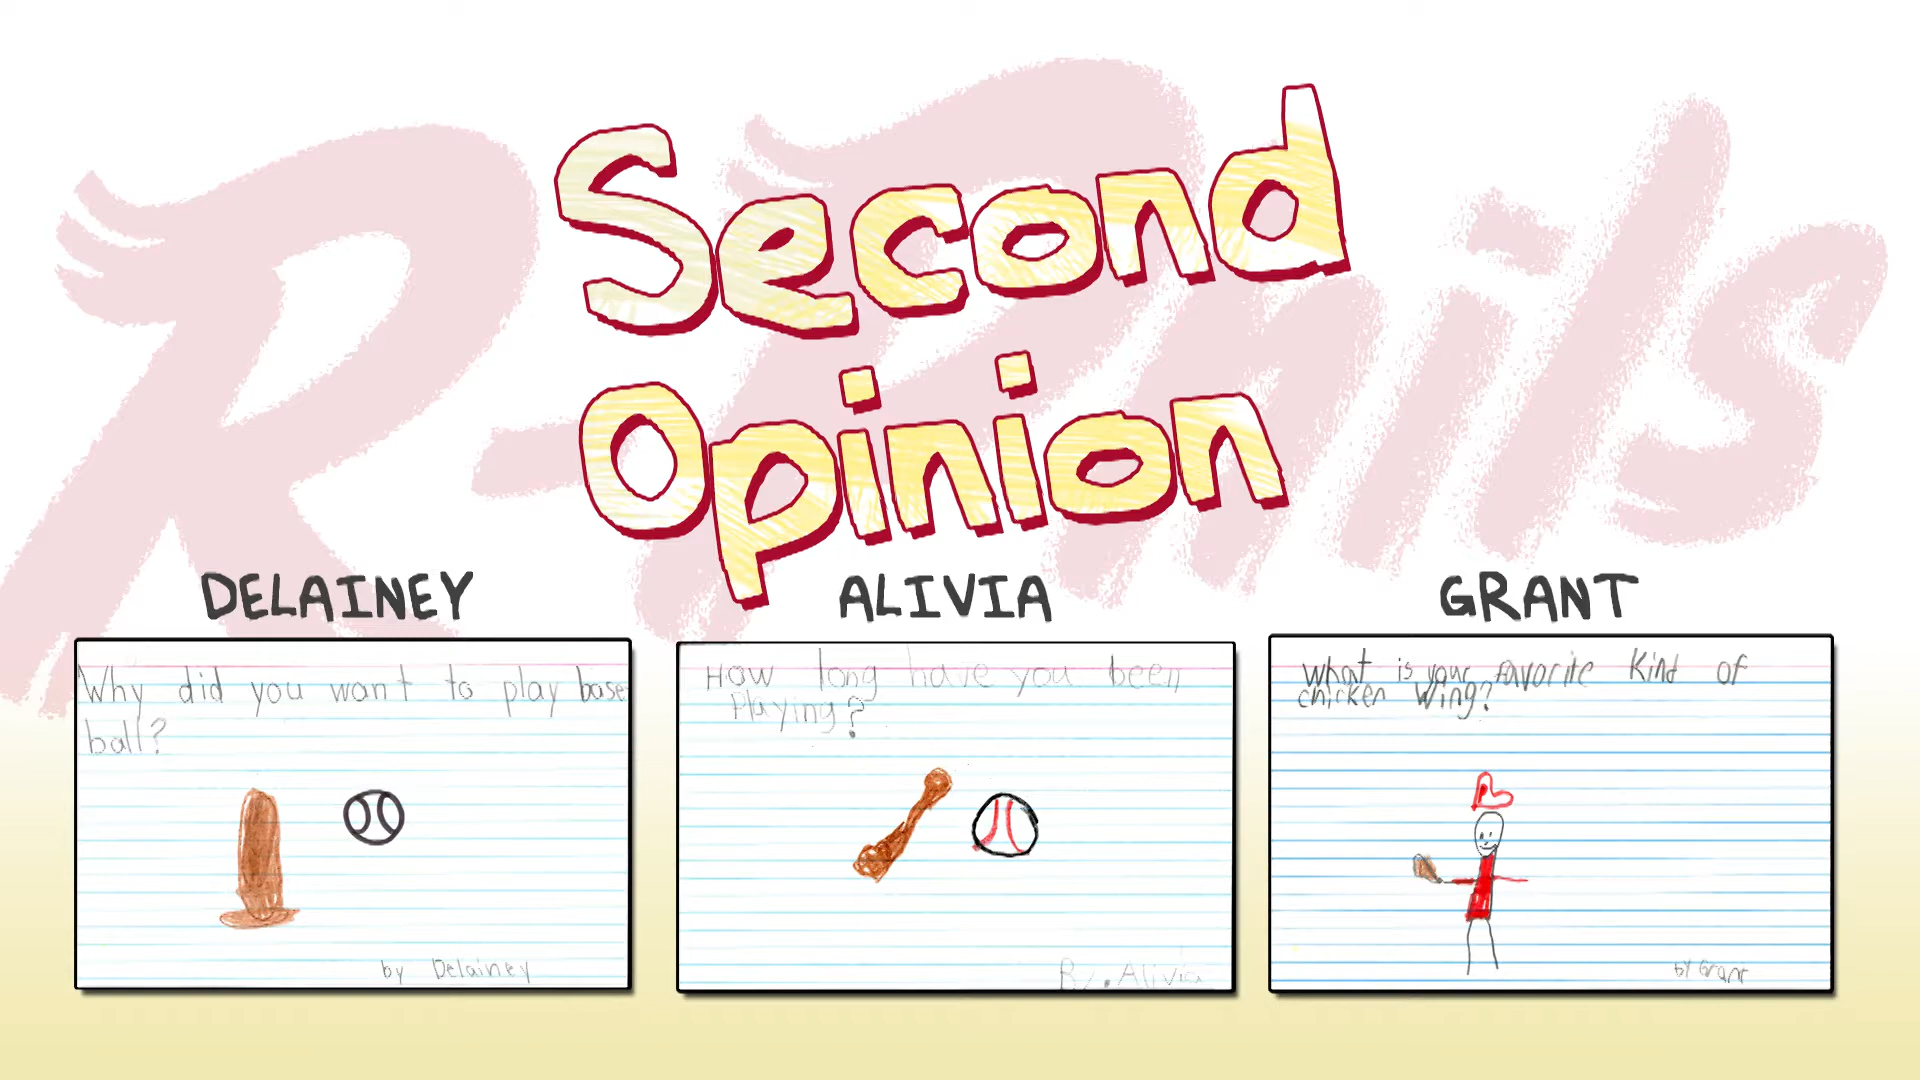 R-Phils
Second
Opinion
DELAINEY
ALIVIA
GRANT
Why did you want to play base
ball?
by Delainey
How long have you been
Playing?
By. Alivia
What is your favorite Kind of
chicken Wing?
by Grant